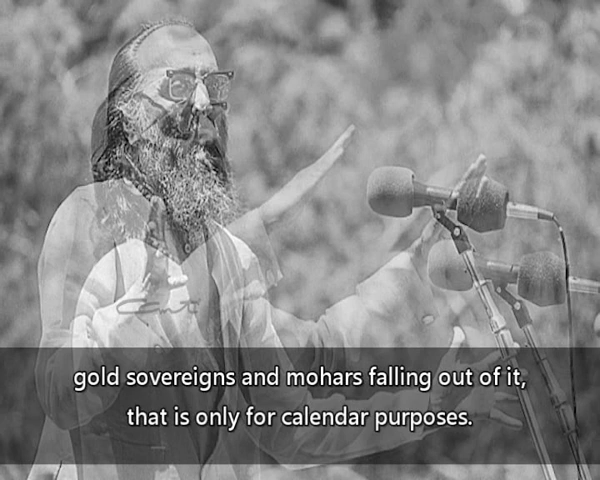 gold sovereigns and mohars falling out of it,
that is only for calendar purposes.